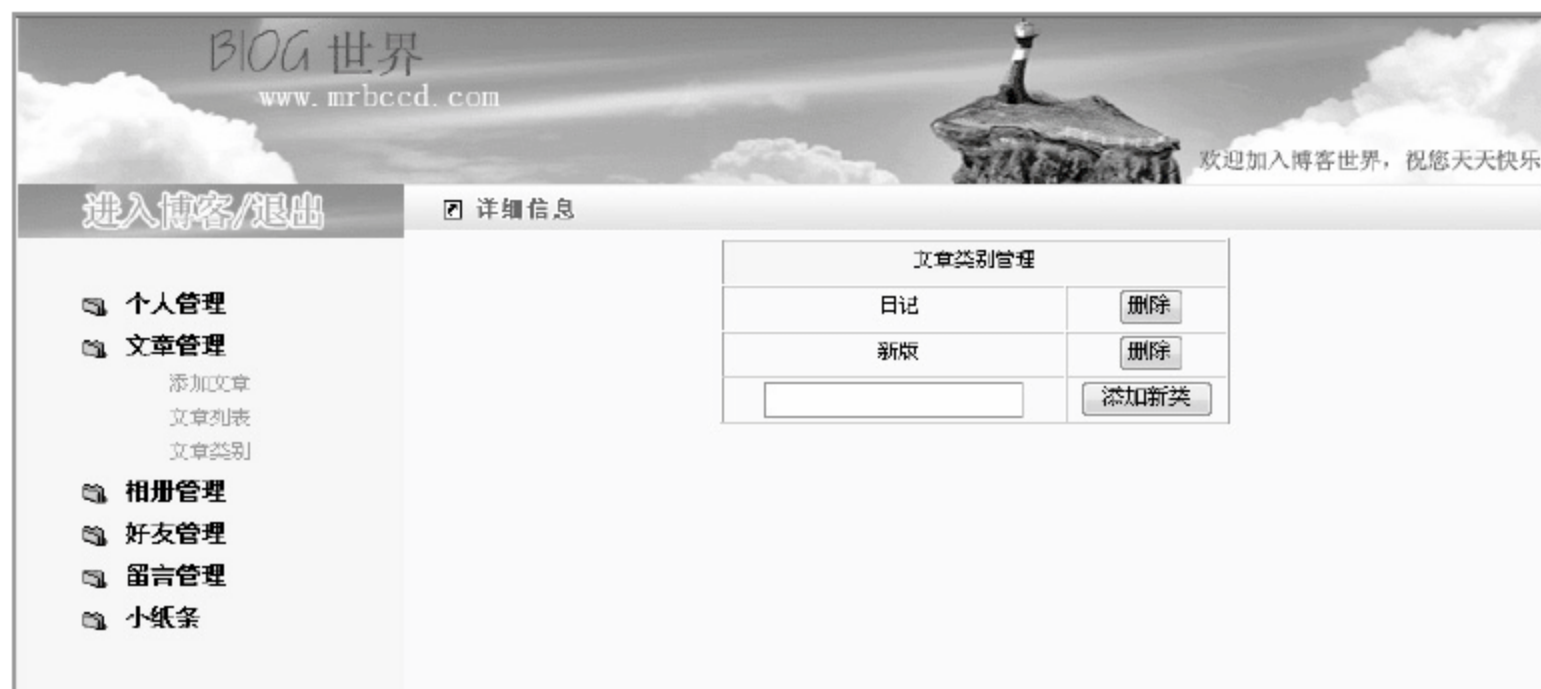 BlOG 世界
www.mrbccd.com
欢迎加入博客世界，祝您天天快乐
进入博客/退出
详细信息
个人管理
文章管理
添加文章
文章列表
文章类别
相册管理
好友管理
留言管理
小纸条
文章类别管理
日记 删除
新版 删除
添加新类